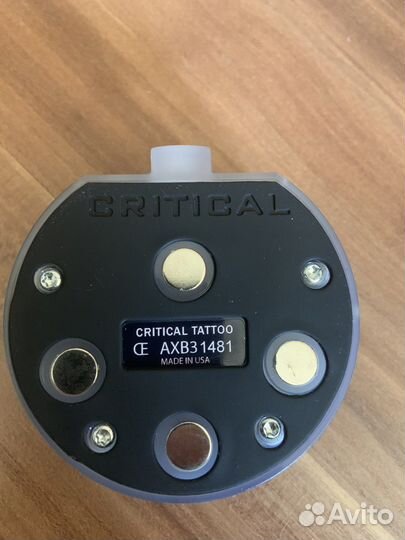 CRITICAL
CRITICAL TATTOO
CE AXB31481
MADE IN USA
Avito